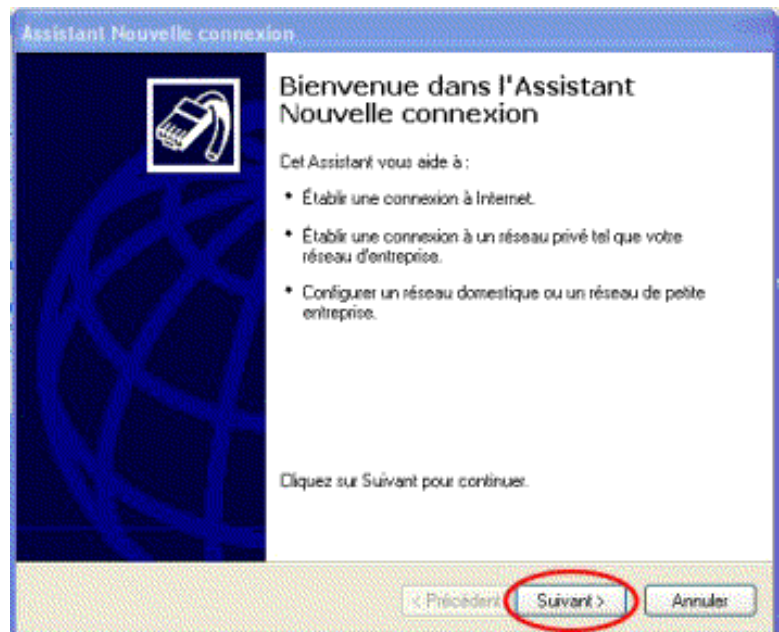 Assistant Nouvelle connexion
Bienvenue dans l'Assistant
Nouvelle connexion
Cet Assistant vous aide à :
• Établir une connexion à Internet.
• Établir une connexion à un réseau privé tel que votre
réseau d'entreprise.
• Configurer un réseau domestique ou un réseau de petite
entreprise.
Cliquez sur Suivant pour continuer.
< Précédent Suivant > Annuler